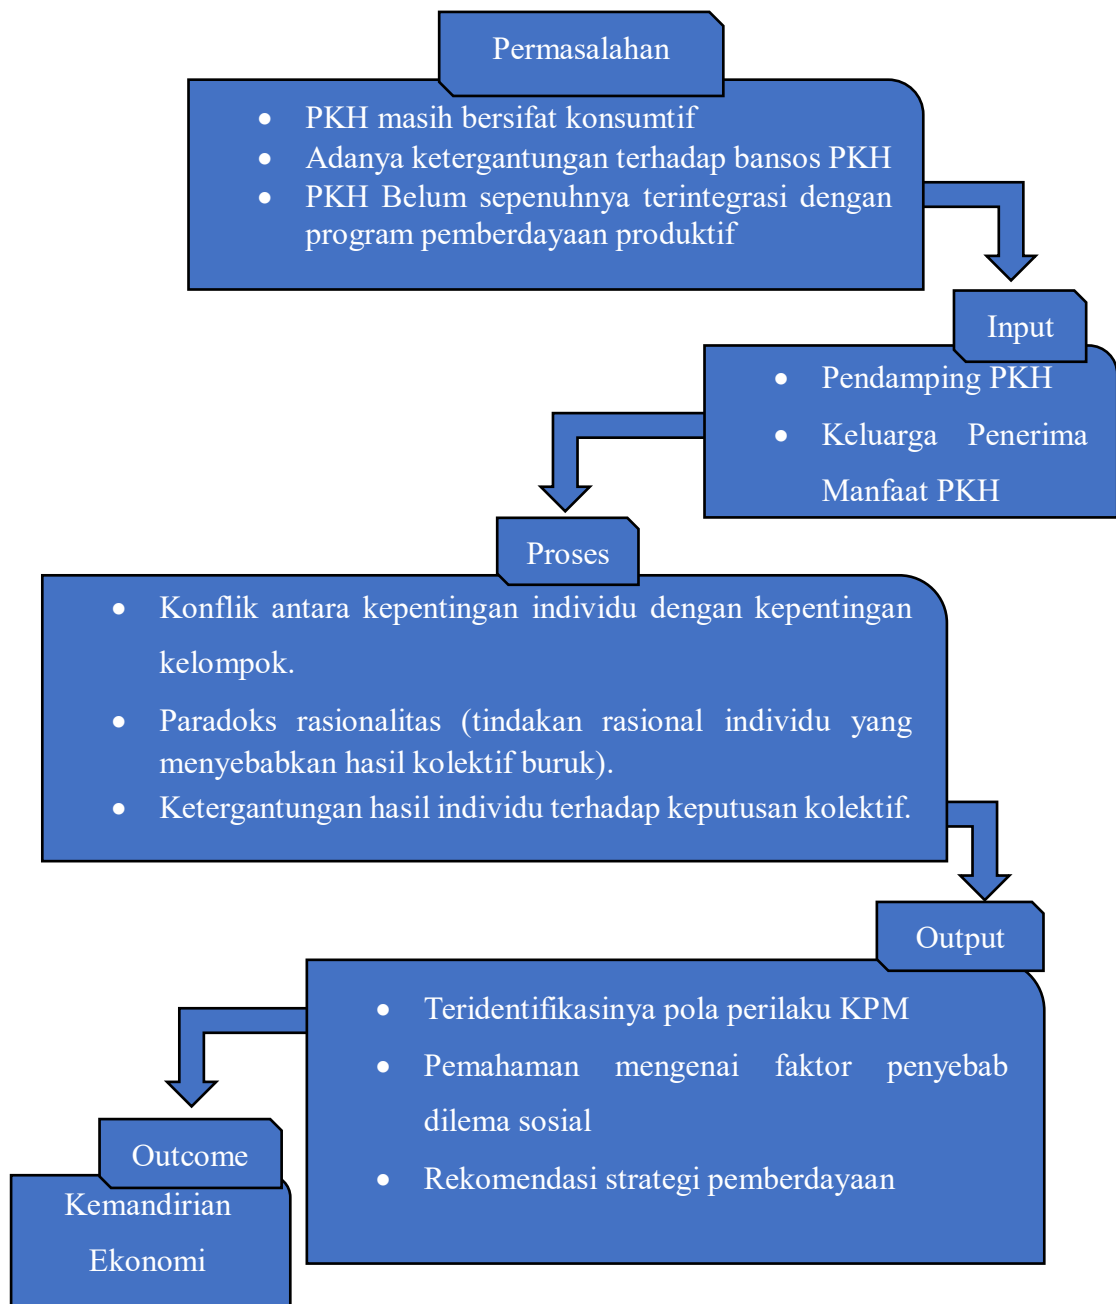 Permasalahan
• PKH masih bersifat konsumtif
• Adanya ketergantungan terhadap bansos PKH
• PKH Belum sepenuhnya terintegrasi dengan
program pemberdayaan produktif
Input
• Pendamping PKH
• Keluarga Penerima
Manfaat PKH
Proses
• Konflik antara kepentingan individu dengan kepentingan
kelompok.
• Paradoks rasionalitas (tindakan rasional individu yang
menyebabkan hasil kolektif buruk).
• Ketergantungan hasil individu terhadap keputusan kolektif.
Output
• Teridentifikasinya pola perilaku KPM
• Pemahaman mengenai faktor penyebab
dilema sosial
• Rekomendasi strategi pemberdayaan
Outcome
Kemandirian
Ekonomi